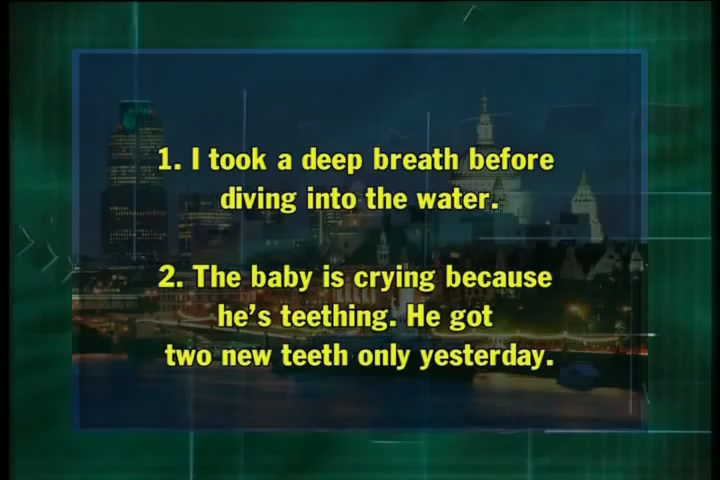 1. I took a deep breath before
diving into the water.
2. The baby is crying because
he's teething. He got
two new teeth only yesterday.